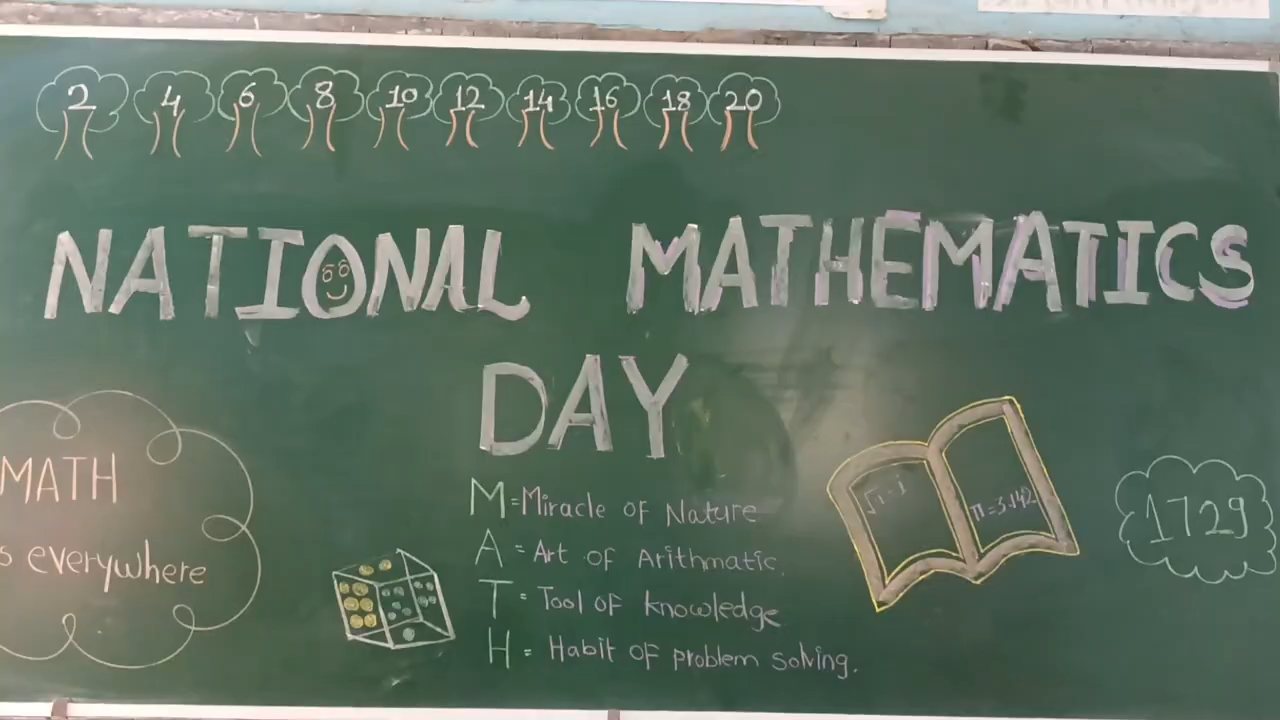 2 4 6 8 10 12 14 16 18 20
NATIONAL MATHEMATICS
DAY
MATH
s everywhere
M=Miracle of Nature
A = Art of Arithmatic.
T = Tool of knowledge
H = Habit of problem solving.
π=3.142
1729